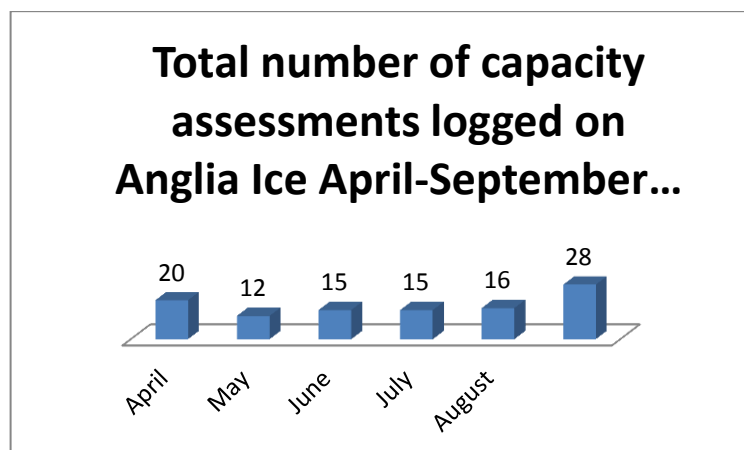 Total number of capacity
assessments logged on
Anglia Ice April-September…
20
12
15
15
16
28
April
May
June
July
August